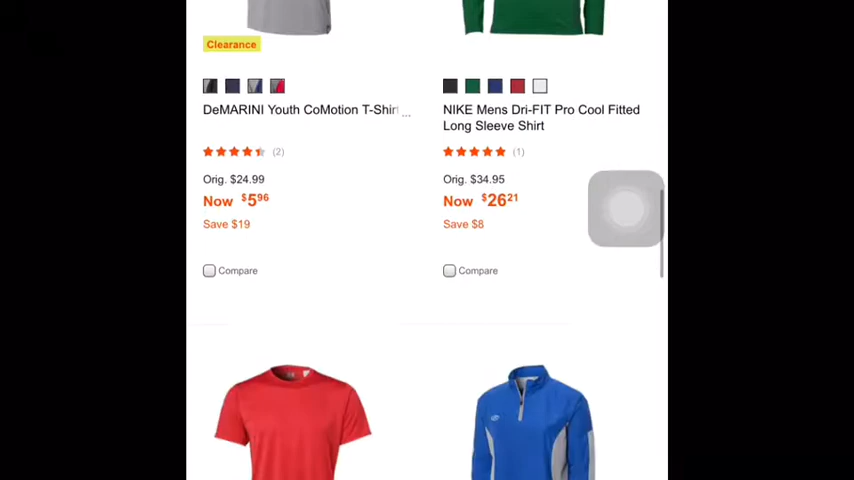 Clearance
DeMARINI Youth CoMotion T-Shirt...
NIKE Mens Dri-FIT Pro Cool Fitted
Long Sleeve Shirt
(2)
(1)
Orig. $24.99
Orig. $34.95
Now $5.96
Now $26.21
Save $19
Save $8
Compare
Compare